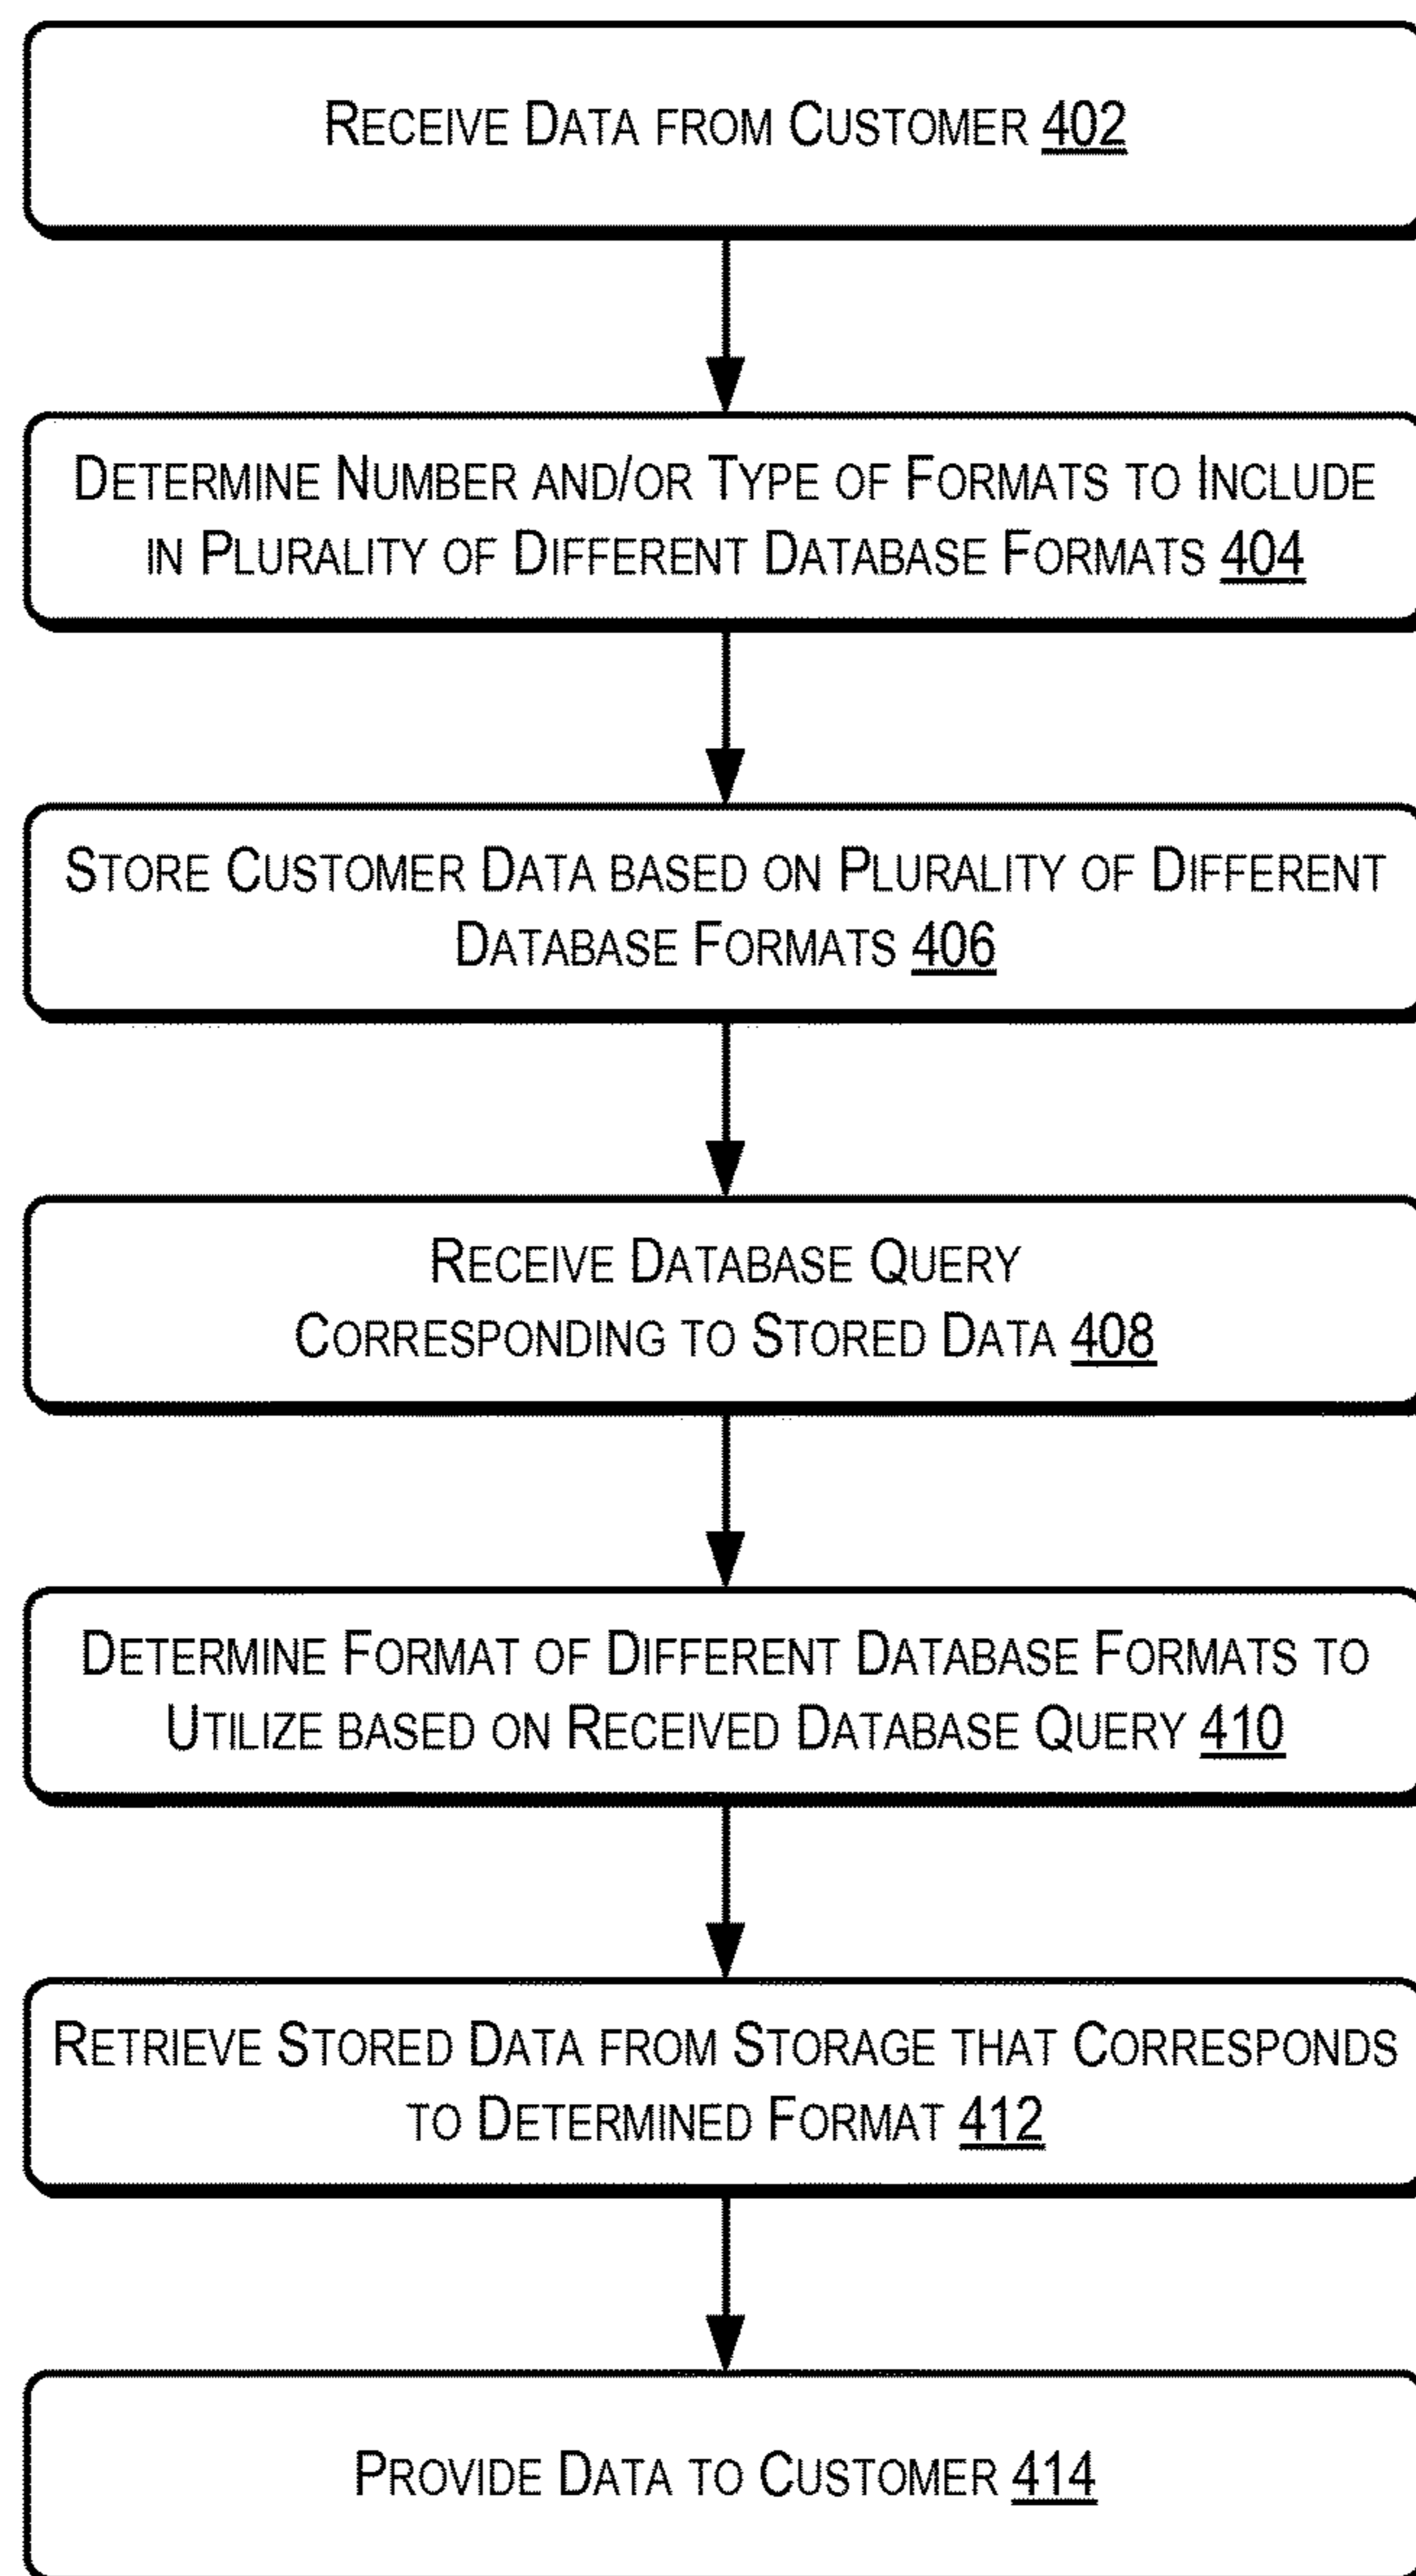 RECEIVE DATA FROM CUSTOMER 402
DETERMINE NUMBER AND/OR TYPE OF FORMATS TO INCLUDE
IN PLURALITY OF DIFFERENT DATABASE FORMATS 404
STORE CUSTOMER DATA BASED ON PLURALITY OF DIFFERENT
DATABASE FORMATS 406
RECEIVE DATABASE QUERY
CORRESPONDING TO STORED DATA 408
DETERMINE FORMAT OF DIFFERENT DATABASE FORMATS TO
UTILIZE BASED ON RECEIVED DATABASE QUERY 410
RETRIEVE STORED DATA FROM STORAGE THAT CORRESPONDS
TO DETERMINED FORMAT 412
PROVIDE DATA TO CUSTOMER 414